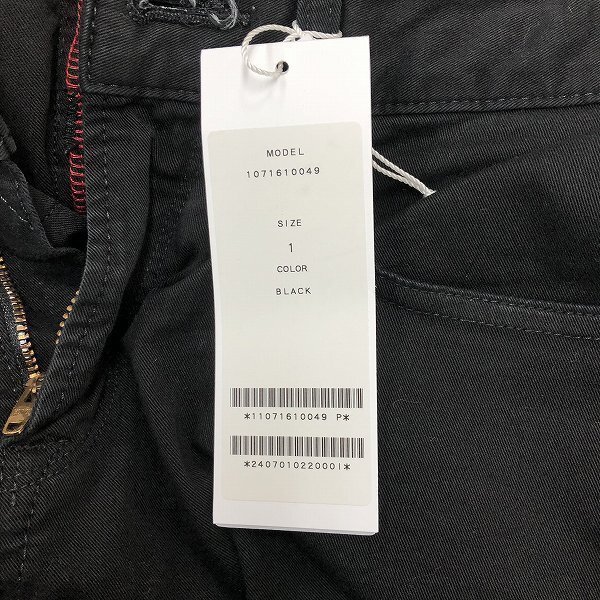 MODEL
1071610049
SIZE
1
COLOR
BLACK
*11071610049 P*
*240701022000I*